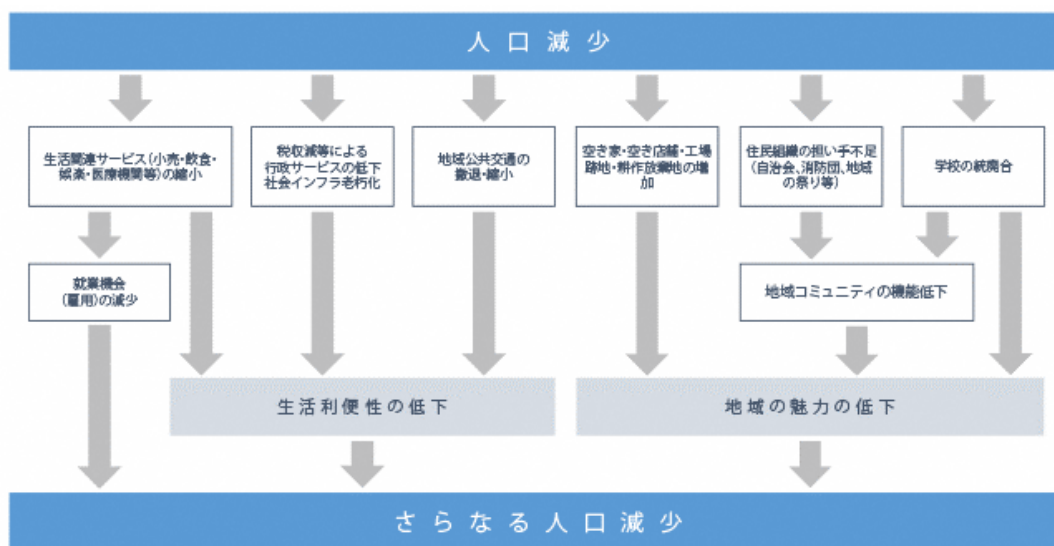 人口減少
生活関連サービス(小売・飲食・
娯楽・医療機関等)の縮小
税収減等による
行政サービスの低下
社会インフラ老朽化
地域公共交通の
撤退・縮小
空き家・空き店舗・工場
跡地・耕作放棄地の増
加
住民組織の担い手不足
(自治会、消防団、地域
の祭り等)
学校の統廃合
就業機会
(雇用)の減少
地域コミュニティの機能低下
生活利便性の低下
地域の魅力の低下
さらなる人口減少